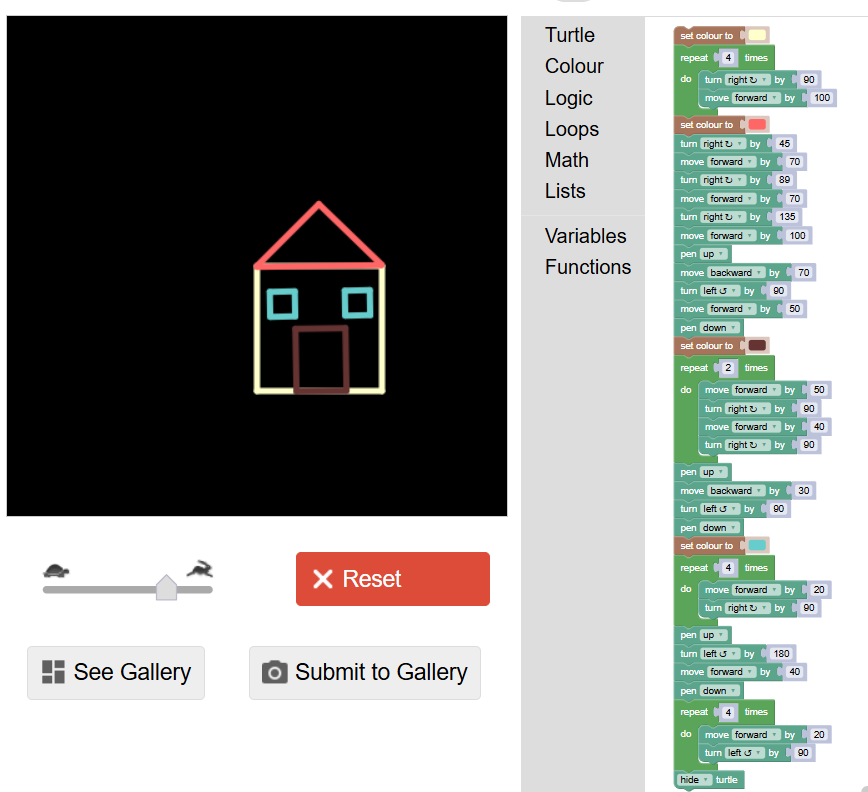 Turtle
Colour
Logic
Loops
Math
Lists
Variables
Functions
Reset
See Gallery
Submit to Gallery
set colour to
repeat 4 times
do turn right ↻ by 90
move forward by 100
set colour to
turn right ↻ by 45
move forward by 70
turn right ↻ by 89
move forward by 70
turn right ↻ by 135
move forward by 100
pen up
move backward by 70
turn left ↺ by 90
move forward by 50
pen down
set colour to
repeat 2 times
do move forward by 50
turn right ↻ by 90
move forward by 40
turn right ↻ by 90
pen up
move backward by 30
turn left ↺ by 90
pen down
set colour to
repeat 4 times
do move forward by 20
turn right ↻ by 90
pen up
turn left ↺ by 180
move forward by 40
pen down
repeat 4 times
do move forward by 20
turn left ↺ by 90
hide turtle